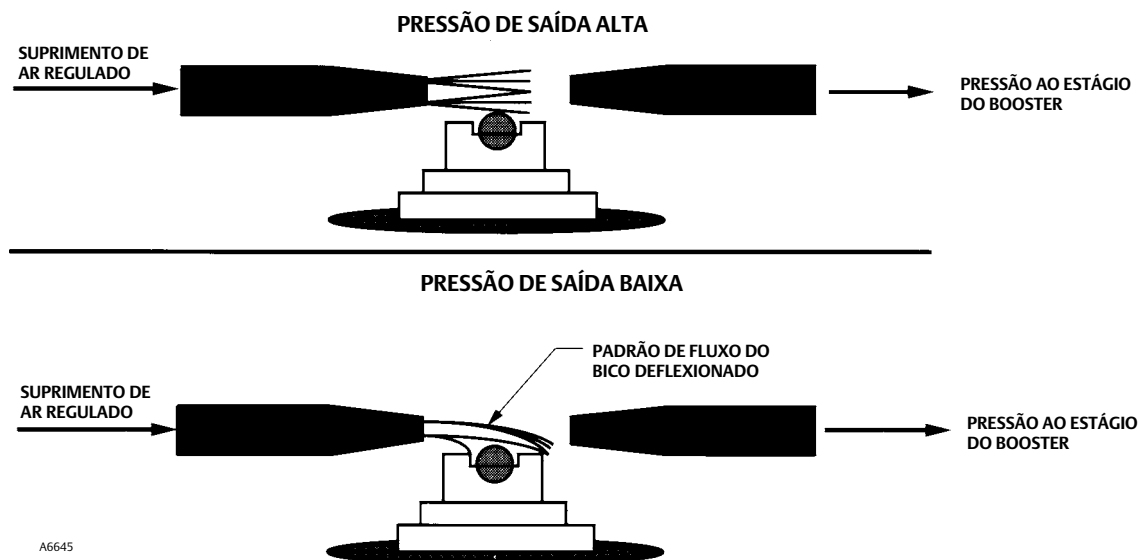 PRESSÃO DE SAÍDA ALTA
SUPRIMENTO DE
AR REGULADO
PRESSÃO AO ESTÁGIO
DO BOOSTER
PRESSÃO DE SAÍDA BAIXA
PADRÃO DE FLUXO DO
BICO DEFLEXIONADO
SUPRIMENTO DE
AR REGULADO
PRESSÃO AO ESTÁGIO
DO BOOSTER
A6645